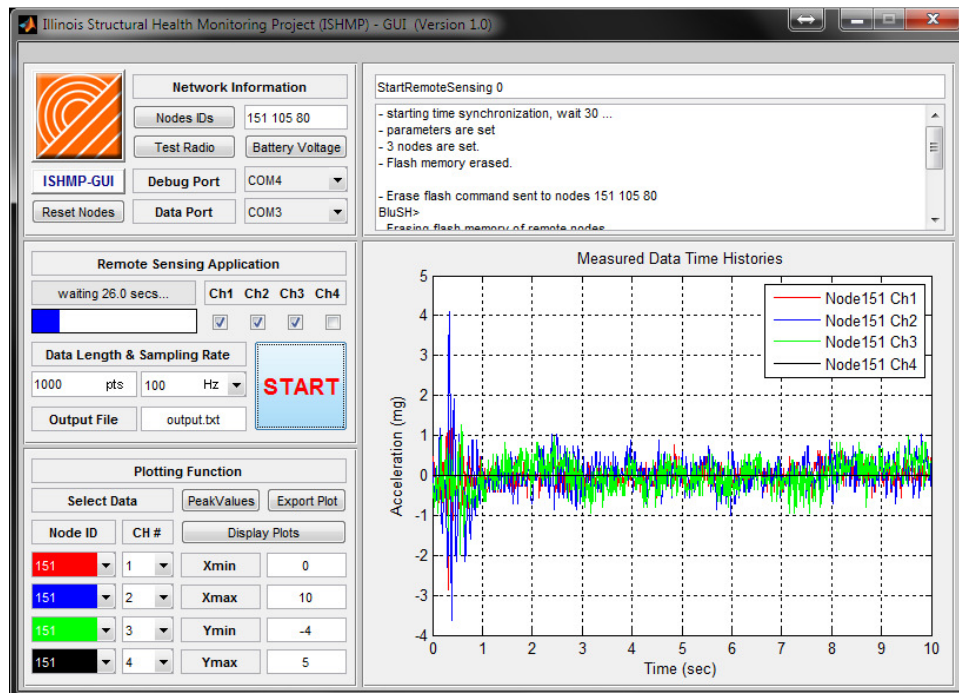 Illinois Structural Health Monitoring Project (ISHMP) - GUI (Version 1.0)
Network Information
Nodes IDs
151 105 80
Test Radio
Battery Voltage
ISHMP-GUI
Debug Port
COM4
Reset Nodes
Data Port
COM3
StartRemoteSensing 0
- starting time synchronization, wait 30 ...
- parameters are set
- 3 nodes are set.
- Flash memory erased.
- Erase flash command sent to nodes 151 105 80
BluSH>
- Erasing flash memory of remote nodes
Remote Sensing Application
waiting 26.0 secs...
Ch1 Ch2 Ch3 Ch4
Data Length & Sampling Rate
1000 pts
100 Hz
START
Output File
output.txt
Plotting Function
Select Data
PeakValues
Export Plot
Node ID
CH #
Display Plots
151
1
Xmin
0
151
2
Xmax
10
151
3
Ymin
-4
151
4
Ymax
5
Measured Data Time Histories
Node151 Ch1
Node151 Ch2
Node151 Ch3
Node151 Ch4
Acceleration (mg)
5
4
3
2
1
0
-1
-2
-3
-4
0 1 2 3 4 5 6 7 8 9 10
Time (sec)